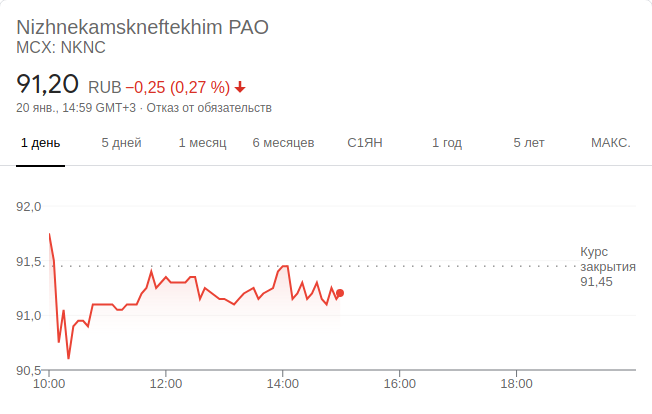 Nizhnekamskneftekhim PAO
MCX: NKNC
91,20 RUB −0,25 (0,27 %)
20 янв., 14:59 GMT+3 · Отказ от обязательств
1 день 5 дней 1 месяц 6 месяцев С1ЯН 1 год 5 лет МАКС.
92,0
91,5
91,0
90,5
Курс
закрытия
91,45
10:00 12:00 14:00 16:00 18:00